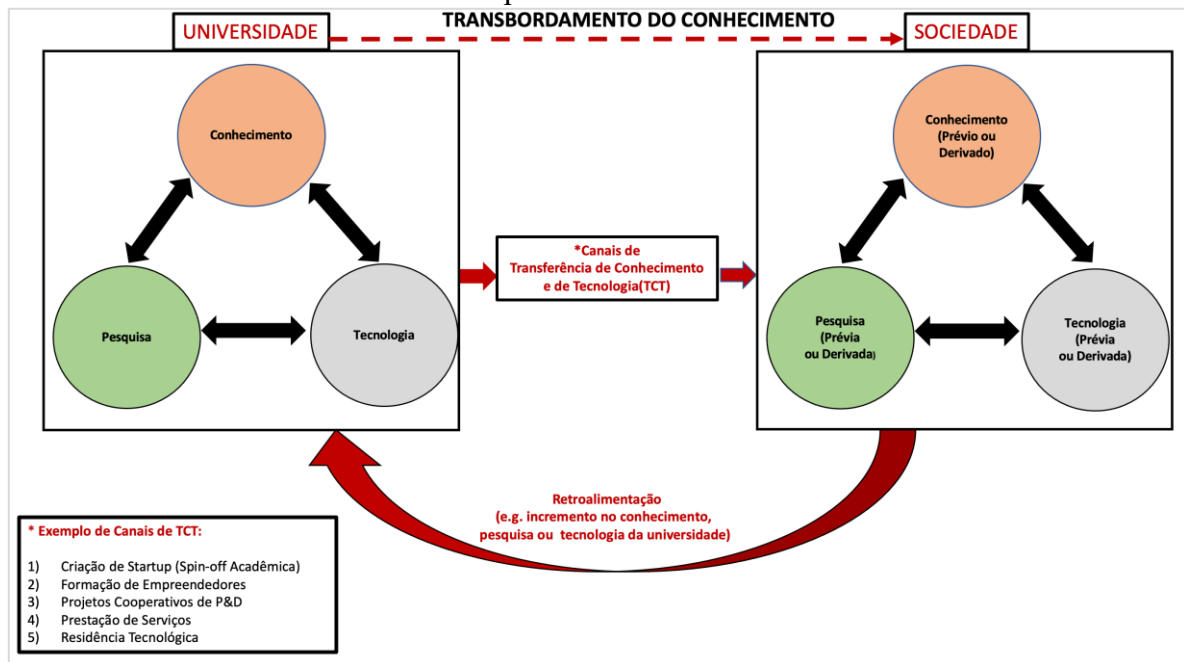 TRANSBORDAMENTO DO CONHECIMENTO
UNIVERSIDADE
SOCIEDADE
Conhecimento
Pesquisa
Tecnologia
*Canais de
Transferência de Conhecimento
e de Tecnologia(TCT)
Conhecimento
(Prévio ou
Derivado)
Pesquisa
(Prévia
ou Derivada)
Tecnologia (Prévia
ou Derivada)
Retroalimentação
(e.g. incremento no conhecimento,
pesquisa ou tecnologia da universidade)
* Exemplo de Canais de TCT:
1) Criação de Startup (Spin-off Acadêmica)
2) Formação de Empreendedores
3) Projetos Cooperativos de P&D
4) Prestação de Serviços
5) Residência Tecnológica